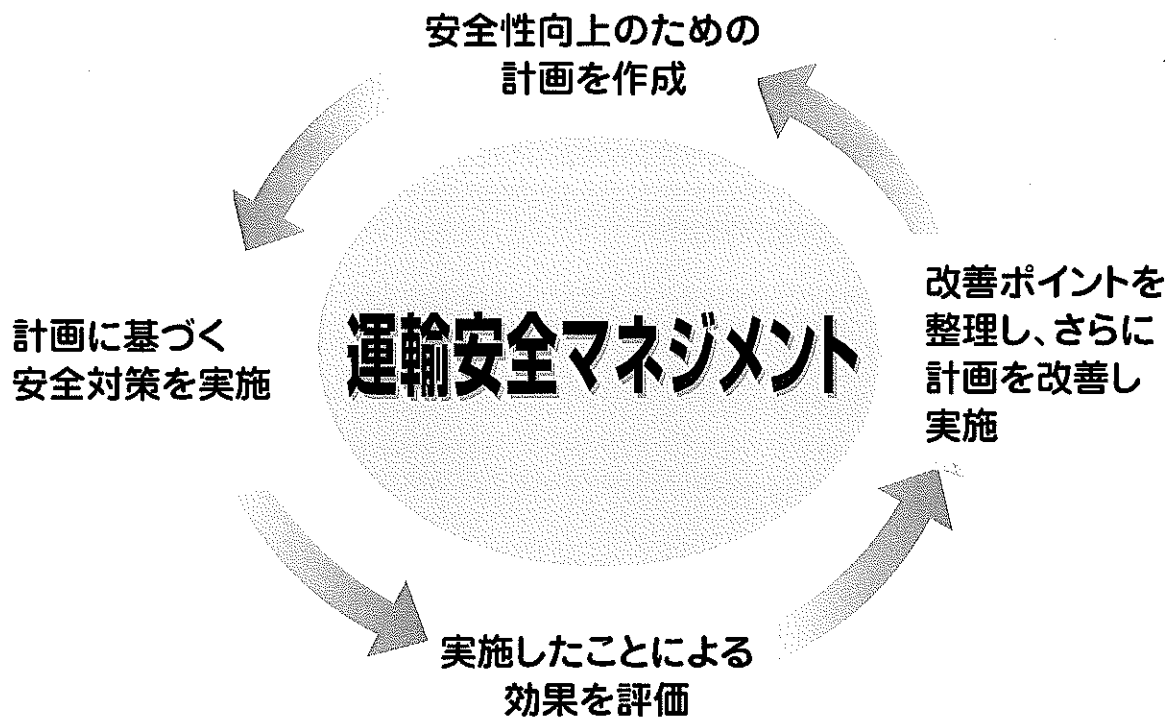 安全性向上のための
計画を作成
計画に基づく
安全対策を実施
運輸安全マネジメント
改善ポイントを
整理し、さらに
計画を改善し
実施
実施したことによる
効果を評価